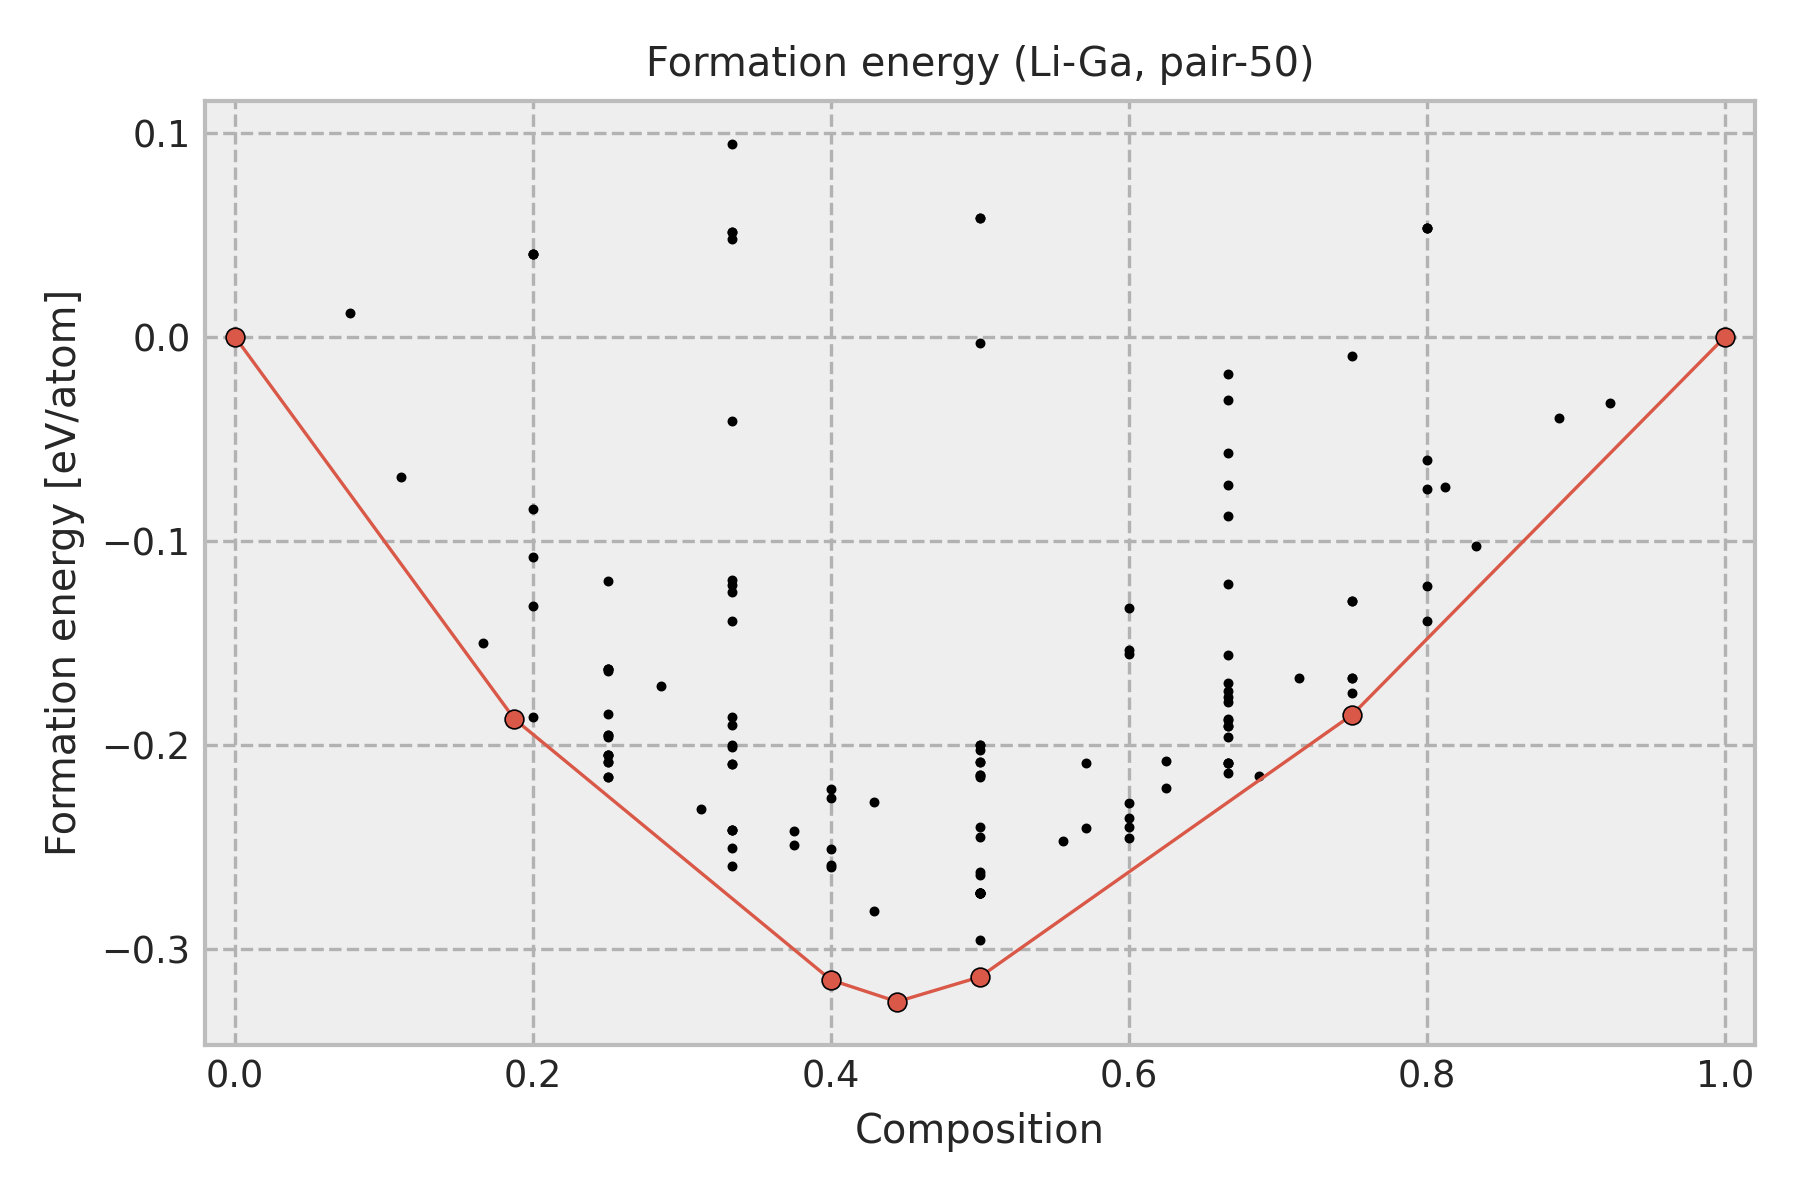 Formation energy (Li-Ga, pair-50)
Formation energy [eV/atom]
0.1
0.0
−0.1
−0.2
−0.3
0.0 0.2 0.4 0.6 0.8 1.0
Composition